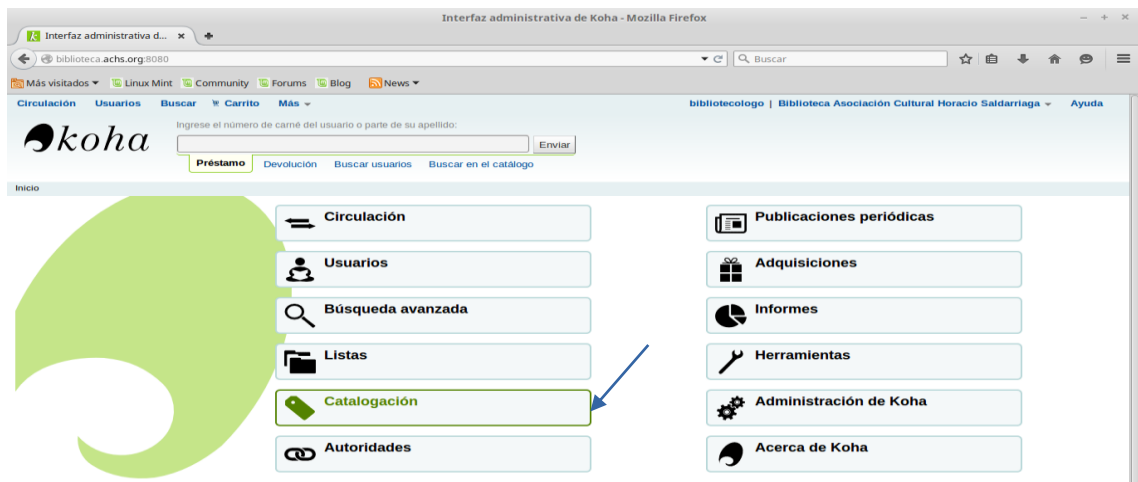 Interfaz administrativa de Koha - Mozilla Firefox
Interfaz administrativa d...
biblioteca.achs.org:8080
Buscar
Más visitados Linux Mint Community Forums Blog News
Circulación Usuarios Buscar Carrito Más
bibliotecologo | Biblioteca Asociación Cultural Horacio Saldarriaga Ayuda
koha
Ingrese el número de carné del usuario o parte de su apellido:
Enviar
Préstamo Devolución Buscar usuarios Buscar en el catálogo
Inicio
Circulación
Publicaciones periódicas
Usuarios
Adquisiciones
Búsqueda avanzada
Informes
Listas
Herramientas
Catalogación
Administración de Koha
Autoridades
Acerca de Koha